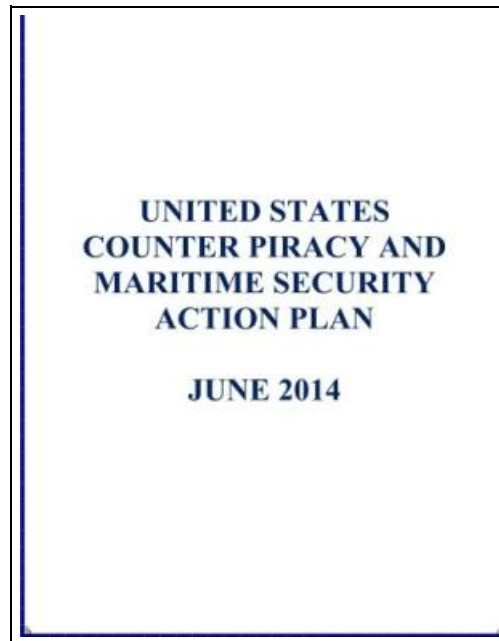 UNITED STATES
COUNTER PIRACY AND
MARITIME SECURITY
ACTION PLAN
JUNE 2014